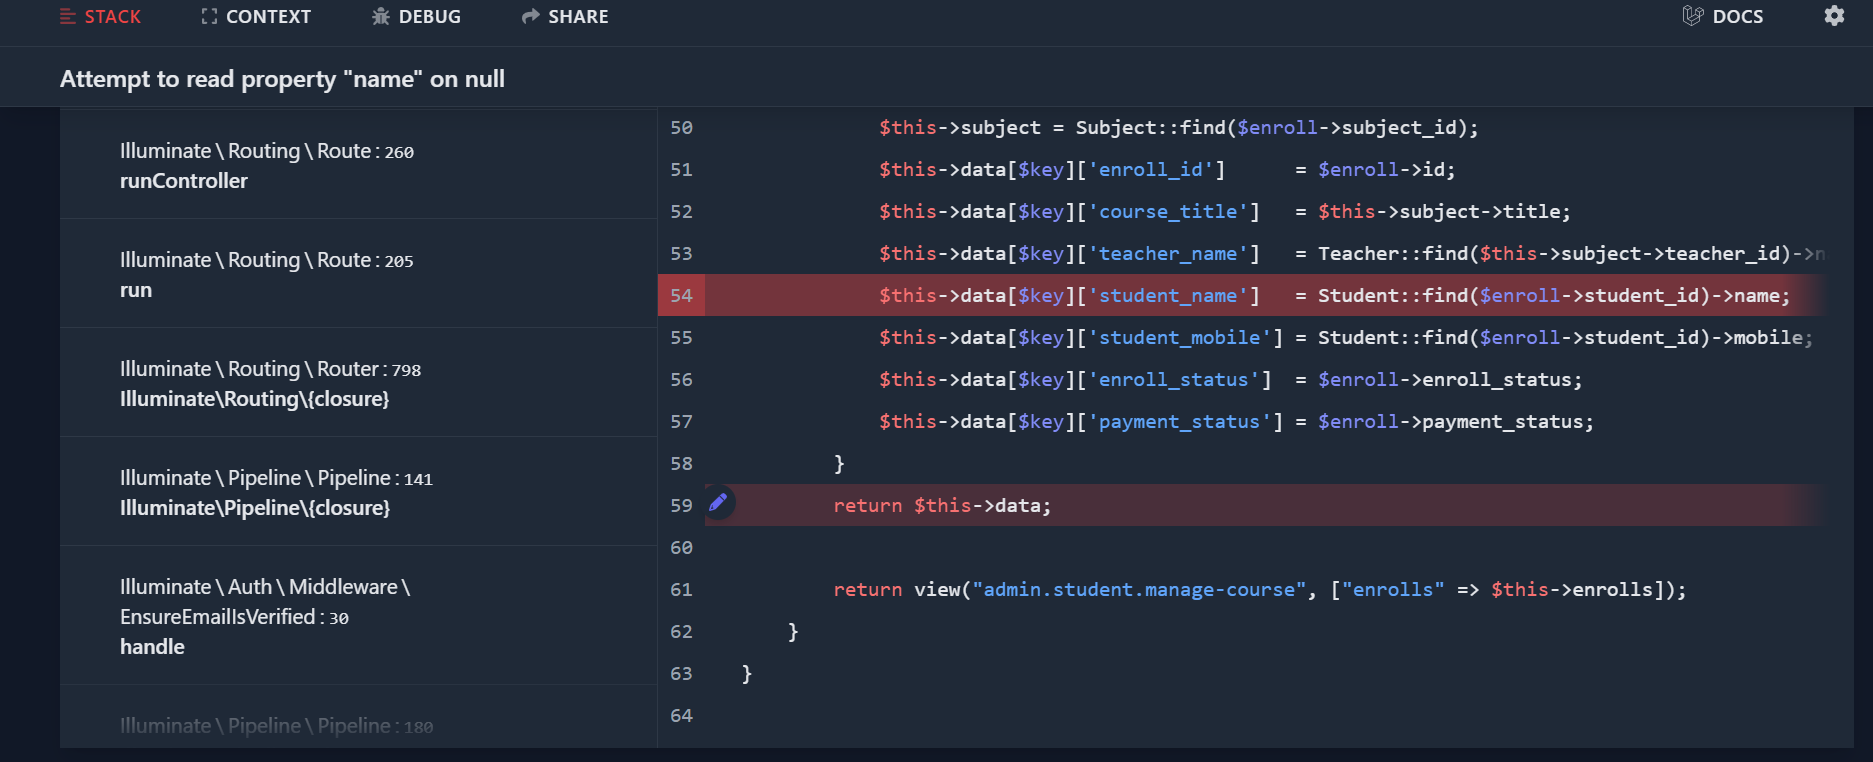 STACK CONTEXT DEBUG SHARE DOCS
Attempt to read property "name" on null
Illuminate \ Routing \ Route : 260
runController
Illuminate \ Routing \ Route : 205
run
Illuminate \ Routing \ Router : 798
Illuminate\Routing\{closure}
Illuminate \ Pipeline \ Pipeline : 141
Illuminate\Pipeline\{closure}
Illuminate \ Auth \ Middleware \
EnsureEmailIsVerified : 30
handle
Illuminate \ Pipeline \ Pipeline : 180
50 $this->subject = Subject::find($enroll->subject_id);
51 $this->data[$key]['enroll_id'] = $enroll->id;
52 $this->data[$key]['course_title'] = $this->subject->title;
53 $this->data[$key]['teacher_name'] = Teacher::find($this->subject->teacher_id)->n
54 $this->data[$key]['student_name'] = Student::find($enroll->student_id)->name;
55 $this->data[$key]['student_mobile'] = Student::find($enroll->student_id)->mobile;
56 $this->data[$key]['enroll_status'] = $enroll->enroll_status;
57 $this->data[$key]['payment_status'] = $enroll->payment_status;
58 }
59 return $this->data;
60
61 return view("admin.student.manage-course", ["enrolls" => $this->enrolls]);
62 }
63 }
64